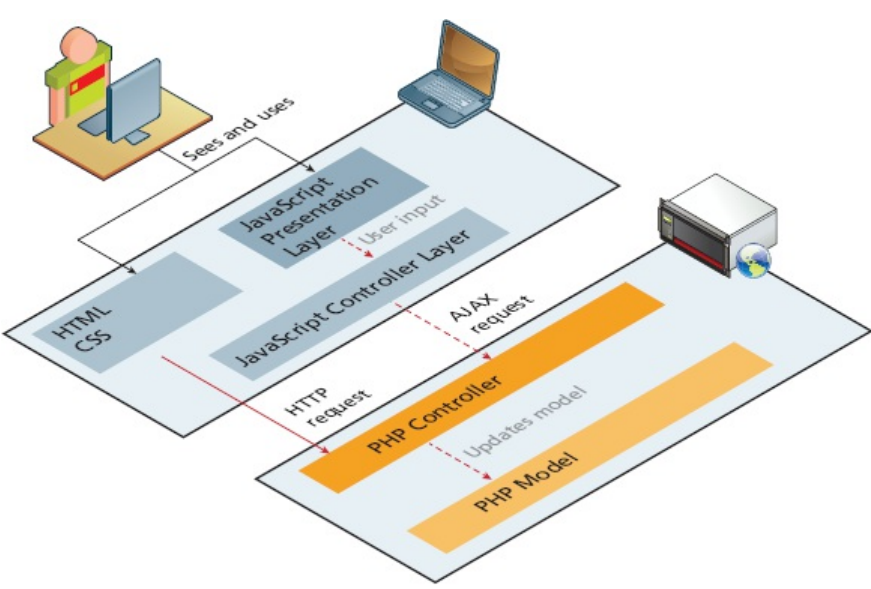 Sees and uses
JavaScript
Presentation
Layer
User input
JavaScript Controller Layer
HTML
CSS
AJAX
request
HTTP
request
PHP Controller
Updates model
PHP Model